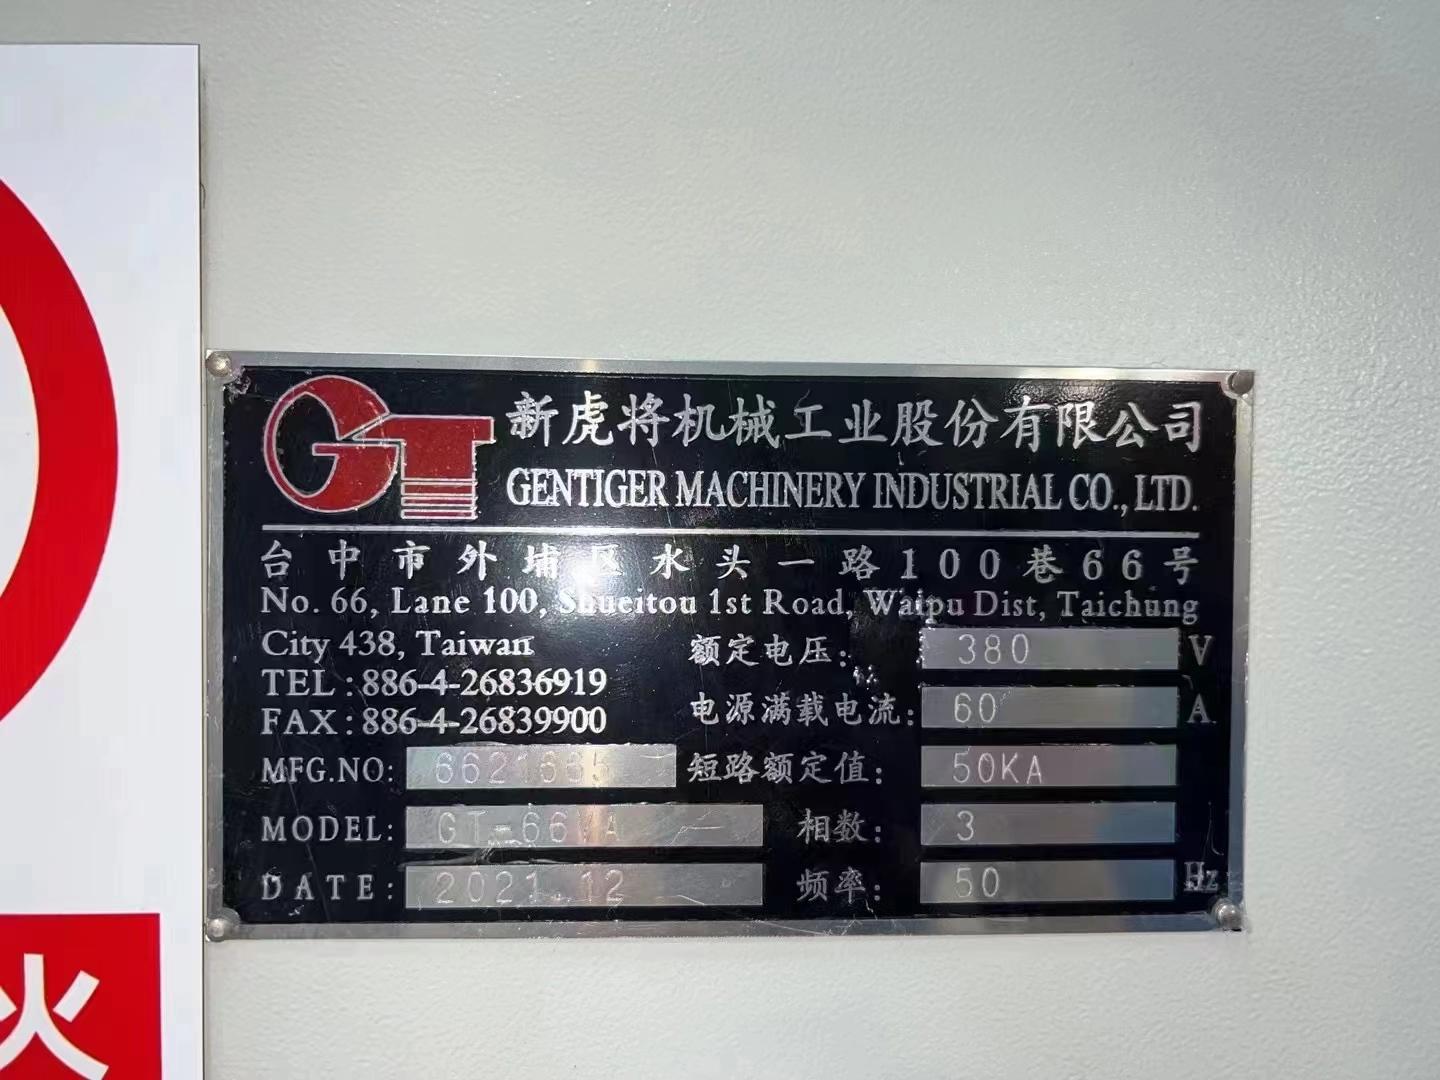 GT
新虎将机械工业股份有限公司
GENTIGER MACHINERY INDUSTRIAL CO., LTD.
台中市外埔区水头一路100巷66号
No. 66, Lane 100, Shueitou 1st Road, Waipu Dist, Taichung
City 438, Taiwan
TEL : 886-4-26836919
FAX : 886-4-26839900
MFG.NO: 6621665
MODEL: GT-66VA
DATE: 2021.12
额定电压: 380 V
电源满载电流: 60 A
短路额定值: 50KA
相数: 3
频率: 50 Hz
火